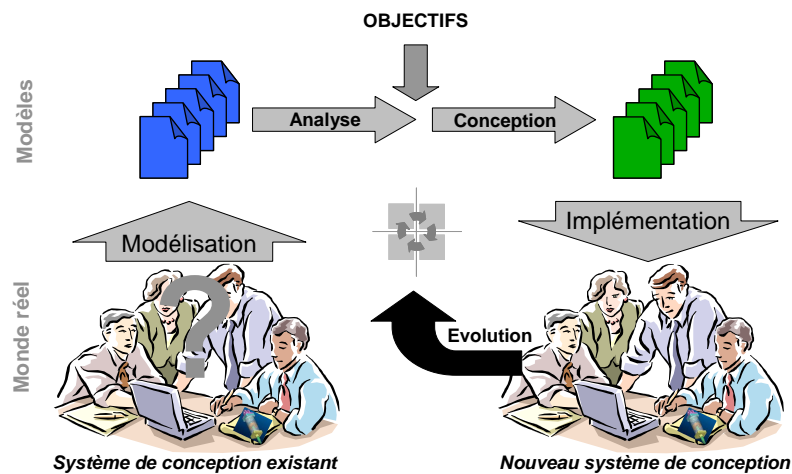 OBJECTIFS
Modèles
Analyse
Conception
Modélisation
Implémentation
Monde réel
?
Evolution
Système de conception existant
Nouveau système de conception